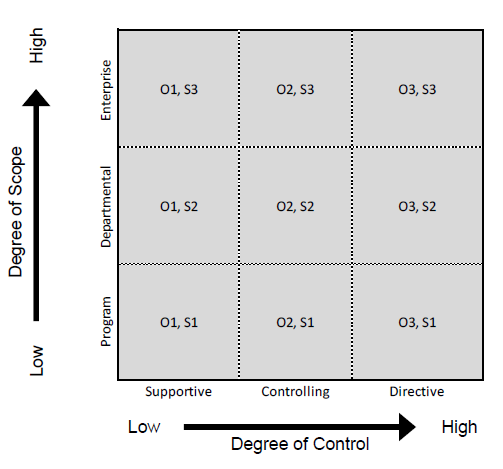 High
Enterprise
O1, S3
O2, S3
O3, S3
Degree of Scope
Departmental
O1, S2
O2, S2
O3, S2
Program
O1, S1
O2, S1
O3, S1
Low
Supportive
Controlling
Directive
Low
High
Degree of Control